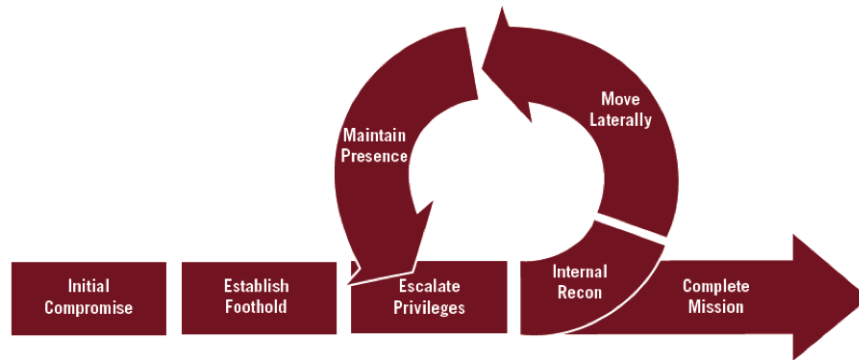 Maintain
Presence
Move
Laterally
Initial
Compromise
Establish
Foothold
Escalate
Privileges
Internal
Recon
Complete
Mission